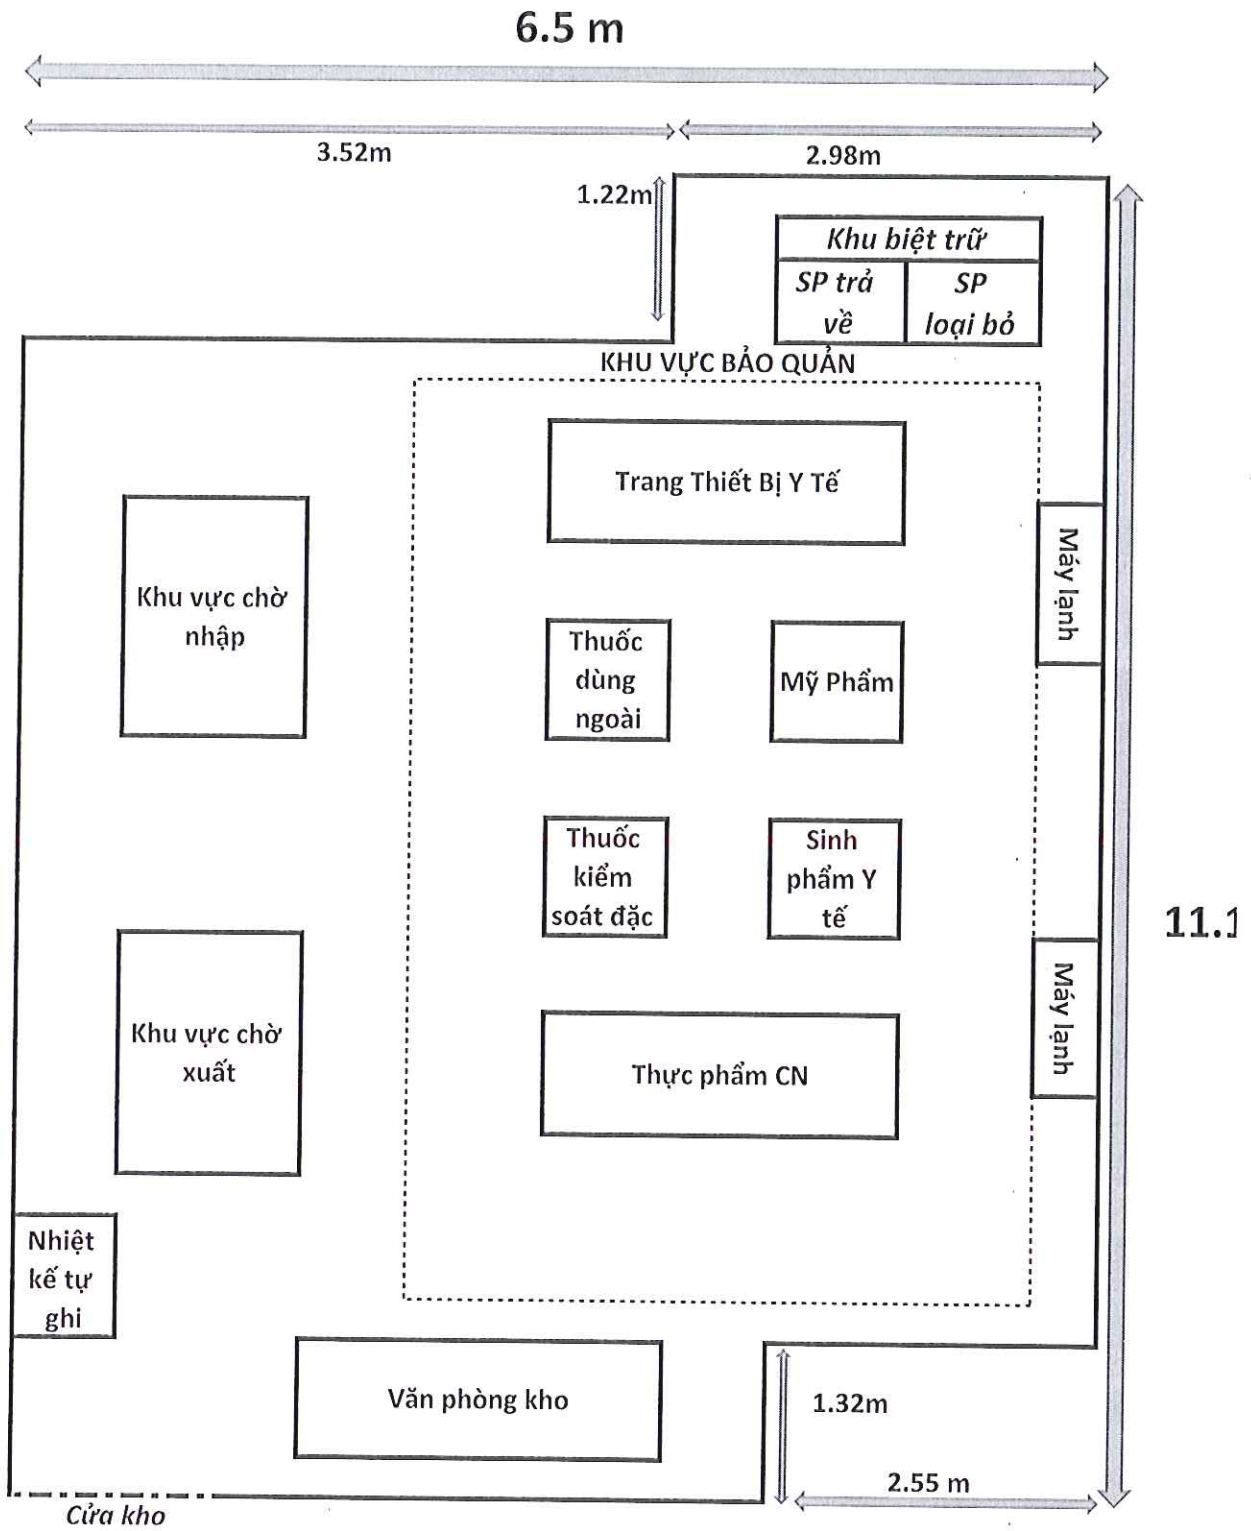 6.5 m
3.52m
2.98m
1.22m
Khu biệt trữ
SP trả
về
SP
loại bỏ
KHU VỰC BẢO QUẢN
Trang Thiết Bị Y Tế
Máy lạnh
Khu vực chờ
nhập
Thuốc
dùng
ngoài
Mỹ Phẩm
Thuốc
kiểm
soát đặc
Sinh
phẩm Y
tế
11.1
Máy lạnh
Khu vực chờ
xuất
Thực phẩm CN
Nhiệt
kế tự
ghi
Văn phòng kho
1.32m
2.55 m
Cửa kho